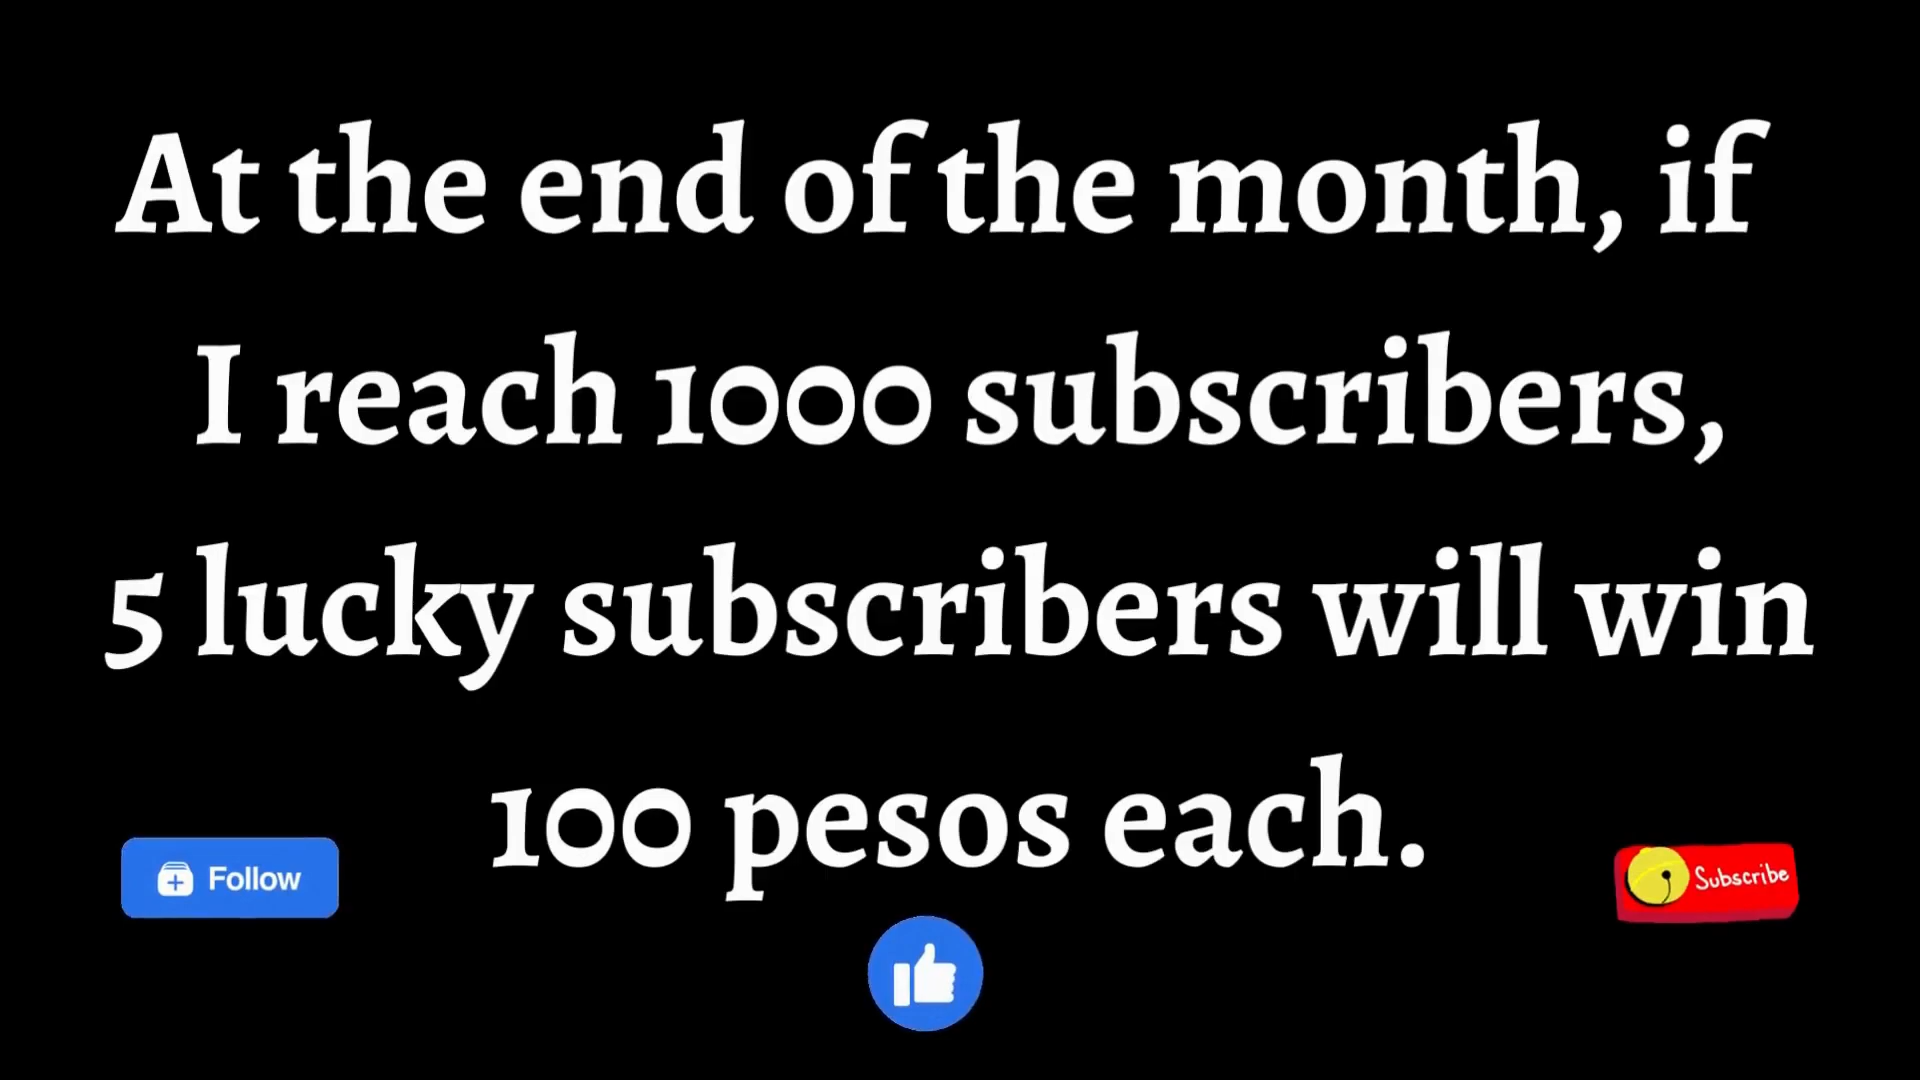 At the end of the month, if
I reach 1000 subscribers,
5 lucky subscribers will win
100 pesos each.
Follow
Subscribe